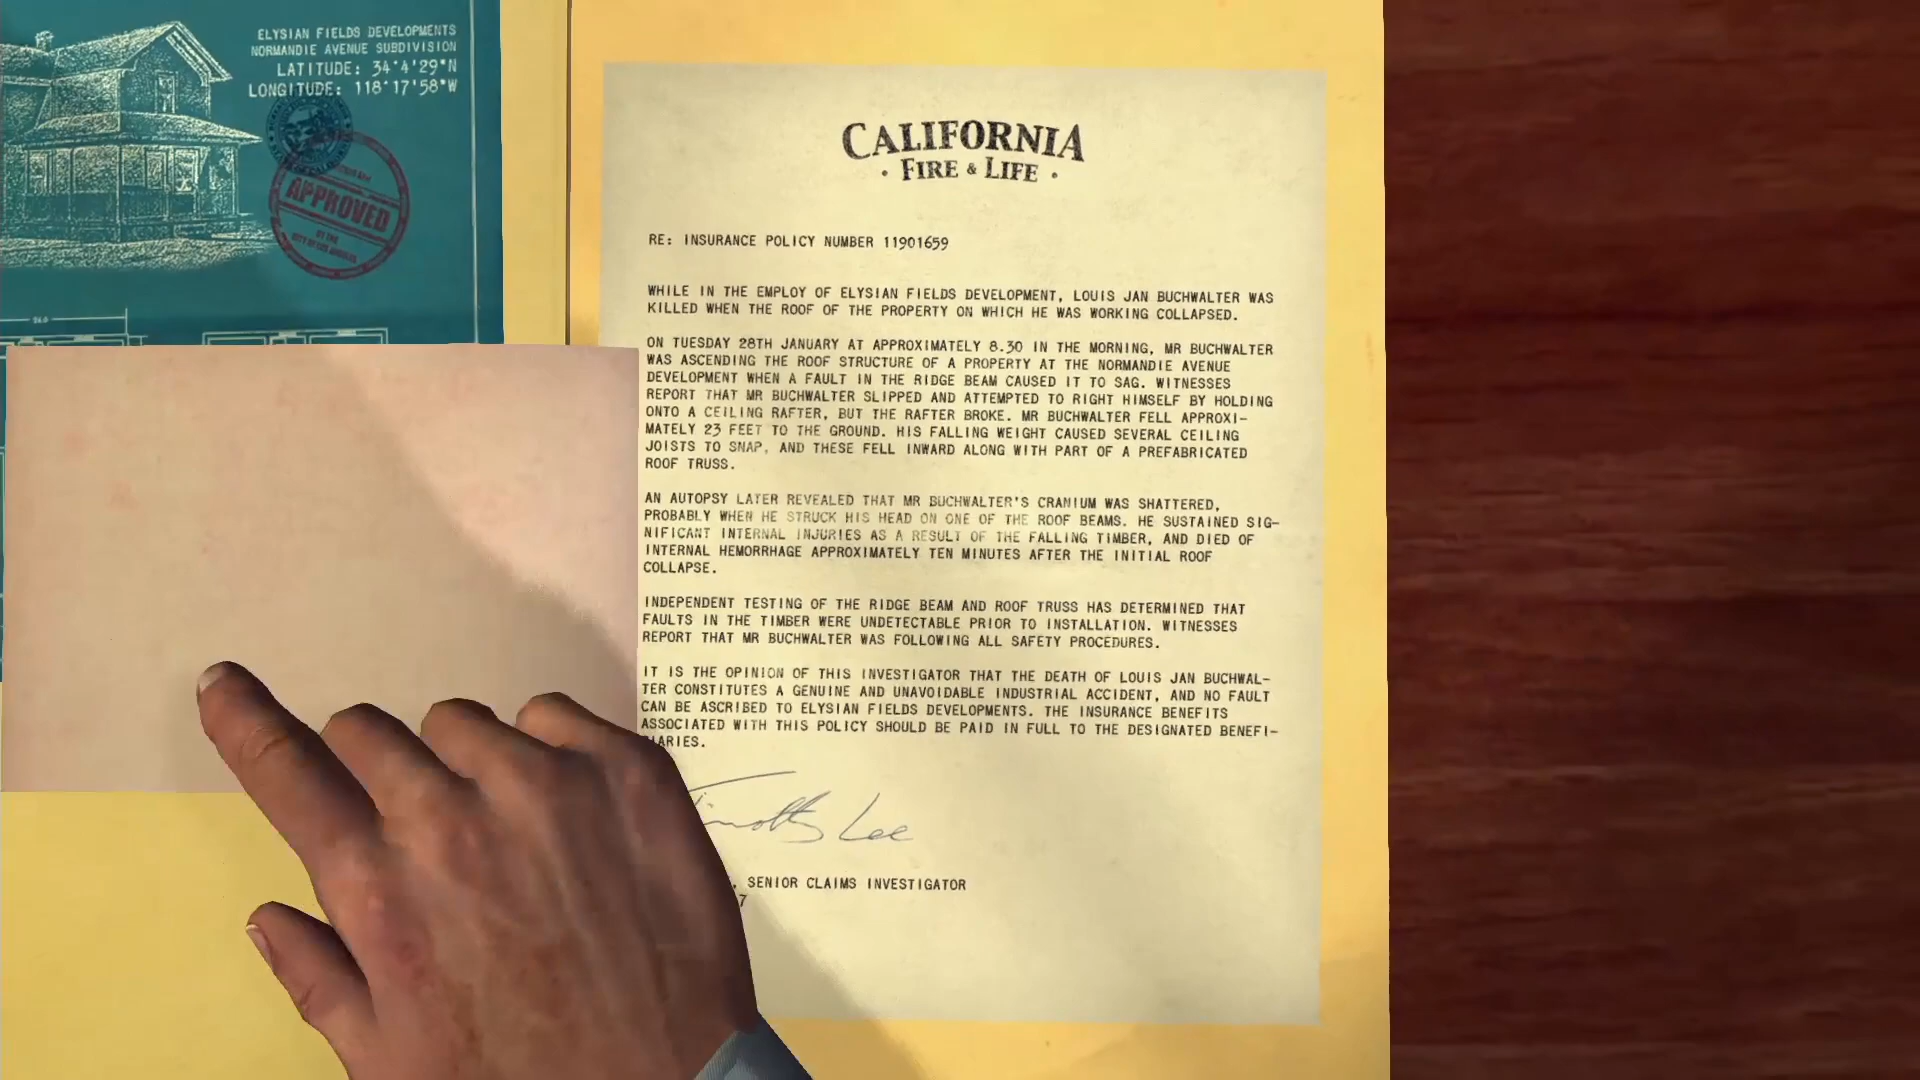 ELYSIAN FIELDS DEVELOPMENTS
NORMANDIE AVENUE SUBDIVISION
LATITUDE: 34°4'29"N
LONGITUDE: 118°17'58"W
APPROVED
BY THE
CITY OF LOS ANGELES
CALIFORNIA
· FIRE & LIFE ·
RE: INSURANCE POLICY NUMBER 11901659
WHILE IN THE EMPLOY OF ELYSIAN FIELDS DEVELOPMENT, LOUIS JAN BUCHWALTER WAS
KILLED WHEN THE ROOF OF THE PROPERTY ON WHICH HE WAS WORKING COLLAPSED.
ON TUESDAY 28TH JANUARY AT APPROXIMATELY 8.30 IN THE MORNING, MR BUCHWALTER
WAS ASCENDING THE ROOF STRUCTURE OF A PROPERTY AT THE NORMANDIE AVENUE
DEVELOPMENT WHEN A FAULT IN THE RIDGE BEAM CAUSED IT TO SAG. WITNESSES
REPORT THAT MR BUCHWALTER SLIPPED AND ATTEMPTED TO RIGHT HIMSELF BY HOLDING
ONTO A CEILING RAFTER, BUT THE RAFTER BROKE. MR BUCHWALTER FELL APPROXI-
MATELY 23 FEET TO THE GROUND. HIS FALLING WEIGHT CAUSED SEVERAL CEILING
JOISTS TO SNAP, AND THESE FELL INWARD ALONG WITH PART OF A PREFABRICATED
ROOF TRUSS.
AN AUTOPSY LATER REVEALED THAT MR BUCHWALTER'S CRANIUM WAS SHATTERED,
PROBABLY WHEN HE STRUCK HIS HEAD ON ONE OF THE ROOF BEAMS. HE SUSTAINED SIG-
NIFICANT INTERNAL INJURIES AS A RESULT OF THE FALLING TIMBER, AND DIED OF
INTERNAL HEMORRHAGE APPROXIMATELY TEN MINUTES AFTER THE INITIAL ROOF
COLLAPSE.
INDEPENDENT TESTING OF THE RIDGE BEAM AND ROOF TRUSS HAS DETERMINED THAT
FAULTS IN THE TIMBER WERE UNDETECTABLE PRIOR TO INSTALLATION. WITNESSES
REPORT THAT MR BUCHWALTER WAS FOLLOWING ALL SAFETY PROCEDURES.
IT IS THE OPINION OF THIS INVESTIGATOR THAT THE DEATH OF LOUIS JAN BUCHWAL-
TER CONSTITUTES A GENUINE AND UNAVOIDABLE INDUSTRIAL ACCIDENT, AND NO FAULT
CAN BE ASCRIBED TO ELYSIAN FIELDS DEVELOPMENTS. THE INSURANCE BENEFITS
ASSOCIATED WITH THIS POLICY SHOULD BE PAID IN FULL TO THE DESIGNATED BENEFI-
IARIES.
Timothy Lee
, SENIOR CLAIMS INVESTIGATOR
7